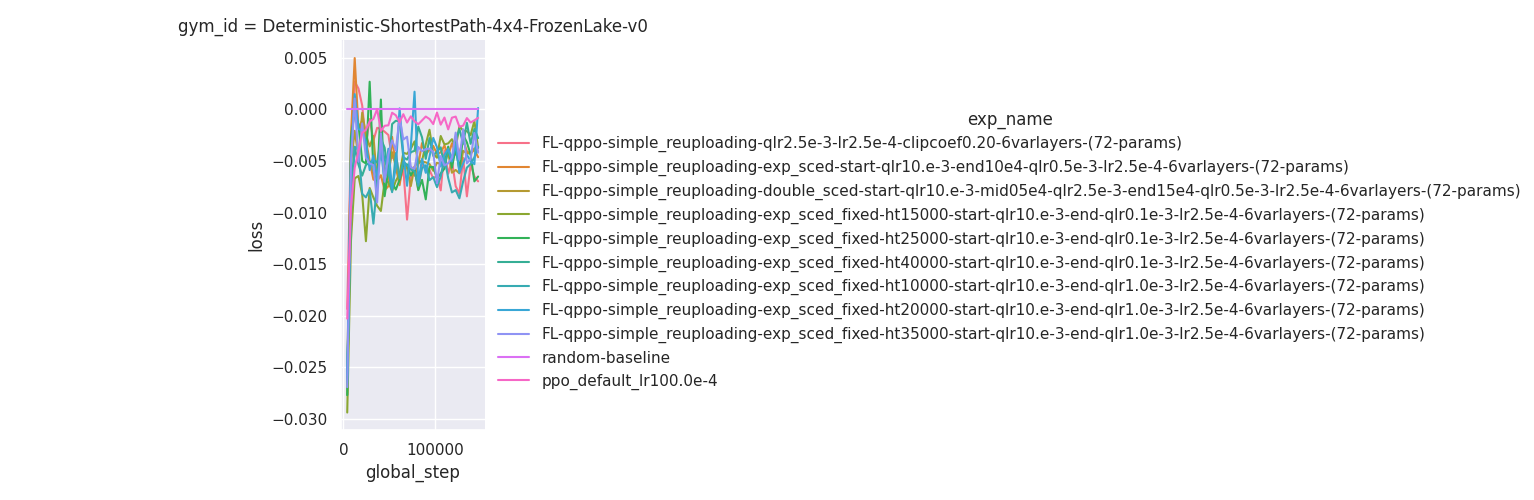 gym_id = Deterministic-ShortestPath-4x4-FrozenLake-v0
0.005
0.000
−0.005
−0.010
−0.015
−0.020
−0.025
−0.030
loss
0
100000
global_step
exp_name
FL-qppo-simple_reuploading-qlr2.5e-3-lr2.5e-4-clipcoef0.20-6varlayers-(72-params)
FL-qppo-simple_reuploading-exp_sced-start-qlr10.e-3-end10e4-qlr0.5e-3-lr2.5e-4-6varlayers-(72-params)
FL-qppo-simple_reuploading-double_sced-start-qlr10.e-3-mid05e4-qlr2.5e-3-end15e4-qlr0.5e-3-lr2.5e-4-6varlayers-(72-params)
FL-qppo-simple_reuploading-exp_sced_fixed-ht15000-start-qlr10.e-3-end-qlr0.1e-3-lr2.5e-4-6varlayers-(72-params)
FL-qppo-simple_reuploading-exp_sced_fixed-ht25000-start-qlr10.e-3-end-qlr0.1e-3-lr2.5e-4-6varlayers-(72-params)
FL-qppo-simple_reuploading-exp_sced_fixed-ht40000-start-qlr10.e-3-end-qlr0.1e-3-lr2.5e-4-6varlayers-(72-params)
FL-qppo-simple_reuploading-exp_sced_fixed-ht10000-start-qlr10.e-3-end-qlr1.0e-3-lr2.5e-4-6varlayers-(72-params)
FL-qppo-simple_reuploading-exp_sced_fixed-ht20000-start-qlr10.e-3-end-qlr1.0e-3-lr2.5e-4-6varlayers-(72-params)
FL-qppo-simple_reuploading-exp_sced_fixed-ht35000-start-qlr10.e-3-end-qlr1.0e-3-lr2.5e-4-6varlayers-(72-params)
random-baseline
ppo_default_lr100.0e-4